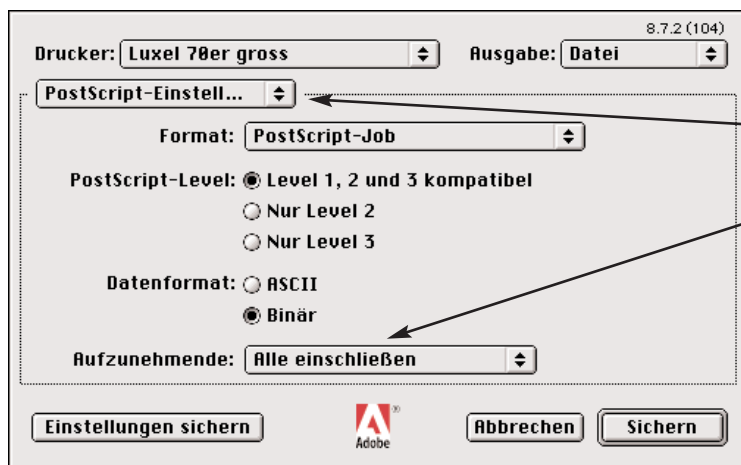 8.7.2 (104)
Drucker: Luxel 70er gross Ausgabe: Datei
PostScript-Einstell...
Format: PostScript-Job
PostScript-Level: Level 1, 2 und 3 kompatibel
Nur Level 2
Nur Level 3
Datenformat: ASCII
Binär
Aufzunehmende: Alle einschließen
Einstellungen sichern Adobe® Abbrechen Sichern